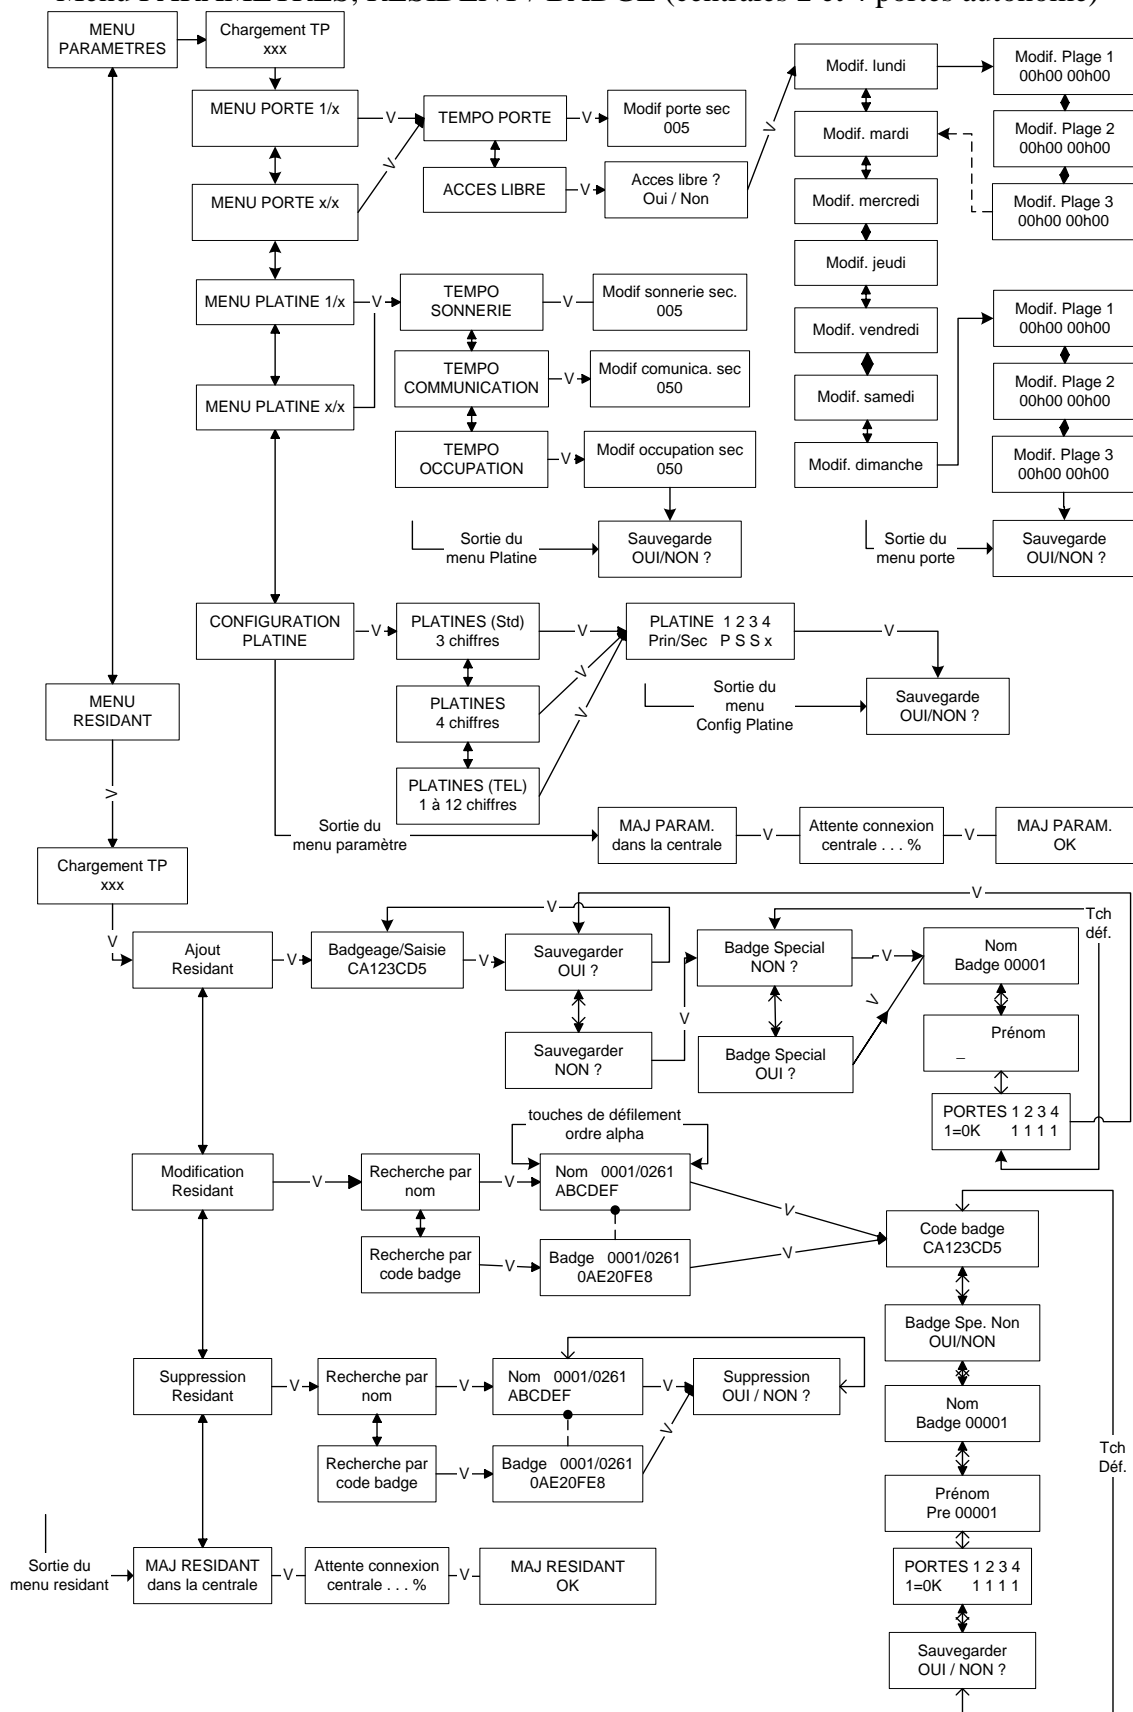 MENU PARAMETRES
Chargement TP xxx
MENU PORTE 1/x
V
TEMPO PORTE
V
Modif porte sec
005
V
MENU PORTE x/x
ACCES LIBRE
V
Acces libre ?
Oui / Non
V
Modif. lundi
Modif. mardi
Modif. mercredi
Modif. jeudi
Modif. vendredi
Modif. samedi
Modif. dimanche
Modif. Plage 1
00h00 00h00
Modif. Plage 2
00h00 00h00
Modif. Plage 3
00h00 00h00
Modif. Plage 1
00h00 00h00
Modif. Plage 2
00h00 00h00
Modif. Plage 3
00h00 00h00
Sortie du
menu porte
Sauvegarde
OUI/NON ?
MENU PLATINE 1/x
V
TEMPO
SONNERIE
V
Modif sonnerie sec.
005
MENU PLATINE x/x
TEMPO
COMMUNICATION
V
Modif comunica. sec
050
TEMPO
OCCUPATION
V
Modif occupation sec
050
Sortie du
menu Platine
Sauvegarde
OUI/NON ?
CONFIGURATION
PLATINE
V
PLATINES (Std)
3 chiffres
V
PLATINES
4 chiffres
V
PLATINES (TEL)
1 à 12 chiffres
V
PLATINE 1 2 3 4
Prin/Sec P S S x
V
Sortie du
menu
Config Platine
Sauvegarde
OUI/NON ?
Sortie du
menu paramètre
MAJ PARAM.
dans la centrale
V
Attente connexion
centrale . . . %
V
MAJ PARAM.
OK
MENU
RESIDANT
V
Chargement TP
xxx
V
Ajout
Residant
V
Badgeage/Saisie
CA123CD5
V
V
Sauvegarder
OUI ?
Sauvegarder
NON ?
V
V
Badge Special
NON ?
V
Badge Special
OUI ?
V
Tch
déf.
Nom
Badge 00001
Prénom
_
PORTES 1 2 3 4
1=0K 1 1 1 1
Modification
Residant
V
Recherche par
nom
V
touches de défilement
ordre alpha
Nom 0001/0261
ABCDEF
V
Recherche par
code badge
V
Badge 0001/0261
0AE20FE8
V
Code badge
CA123CD5
Badge Spe. Non
OUI/NON
Nom
Badge 00001
Prénom
Pre 00001
PORTES 1 2 3 4
1=0K 1 1 1 1
Sauvegarder
OUI / NON ?
Tch
Déf.
Suppression
Residant
V
Recherche par
nom
V
Nom 0001/0261
ABCDEF
V
Suppression
OUI / NON ?
Recherche par
code badge
V
Badge 0001/0261
0AE20FE8
V
Sortie du
menu residant
MAJ RESIDANT
dans la centrale
V
Attente connexion
centrale . . . %
V
MAJ RESIDANT
OK